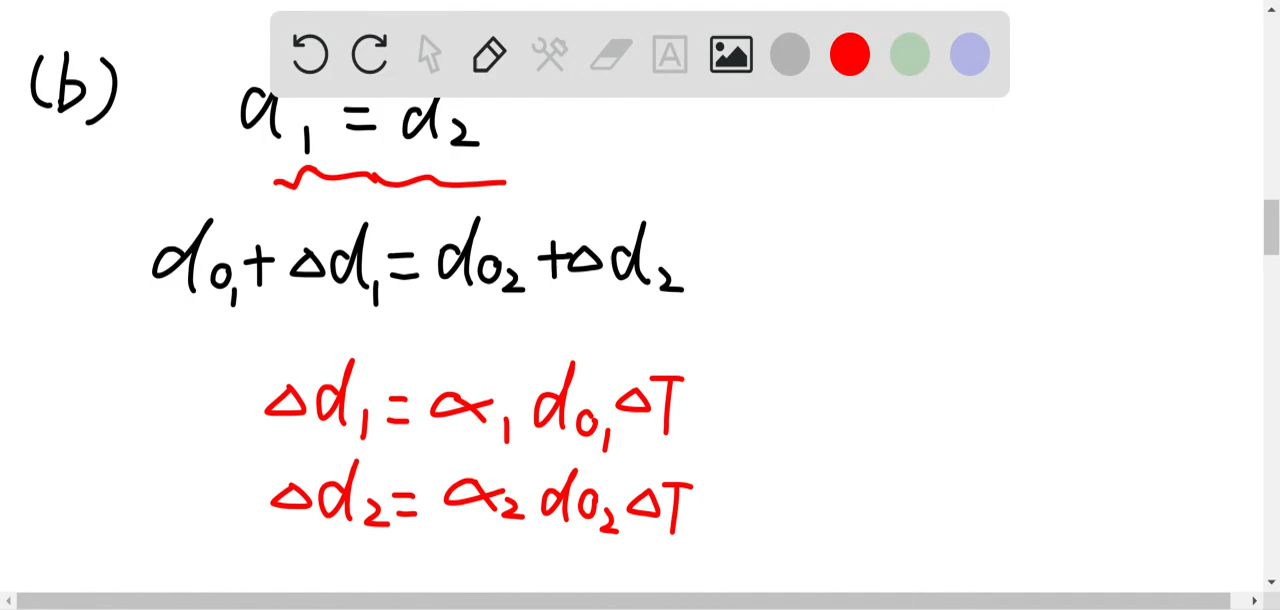 (b) d₁ = d₂
d₀₁ + Δd₁ = d₀₂ + Δd₂
Δd₁ = α₁ d₀₁ ΔT
Δd₂ = α₂ d₀₂ ΔT